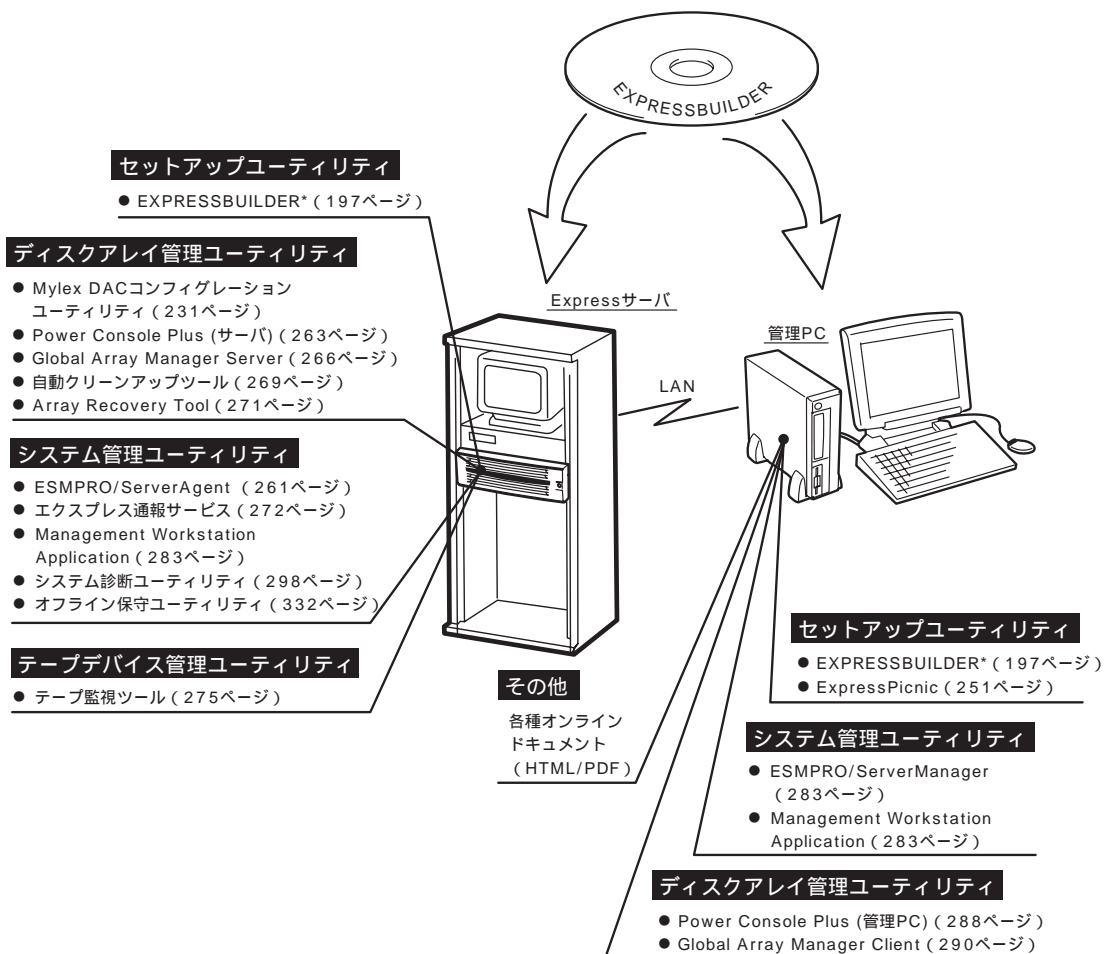 EXPRESSBUILDER
セットアップユーティリティ
● EXPRESSBUILDER*（197ページ）
ディスクアレイ管理ユーティリティ
● Mylex DACコンフィグレーション
ユーティリティ（231ページ）
● Power Console Plus (サーバ)（263ページ）
● Global Array Manager Server（266ページ）
● 自動クリーンアップツール（269ページ）
● Array Recovery Tool（271ページ）
システム管理ユーティリティ
● ESMPRO/ServerAgent （261ページ）
● エクスプレス通報サービス（272ページ）
● Management Workstation
Application（283ページ）
● システム診断ユーティリティ（298ページ）
● オフライン保守ユーティリティ（332ページ）
テープデバイス管理ユーティリティ
● テープ監視ツール（275ページ）
Expressサーバ
LAN
管理PC
その他
各種オンライン
ドキュメント
（HTML/PDF）
セットアップユーティリティ
● EXPRESSBUILDER*（197ページ）
● ExpressPicnic（251ページ）
システム管理ユーティリティ
● ESMPRO/ServerManager
（283ページ）
● Management Workstation
Application（283ページ）
ディスクアレイ管理ユーティリティ
● Power Console Plus (管理PC)（288ページ）
● Global Array Manager Client（290ページ）